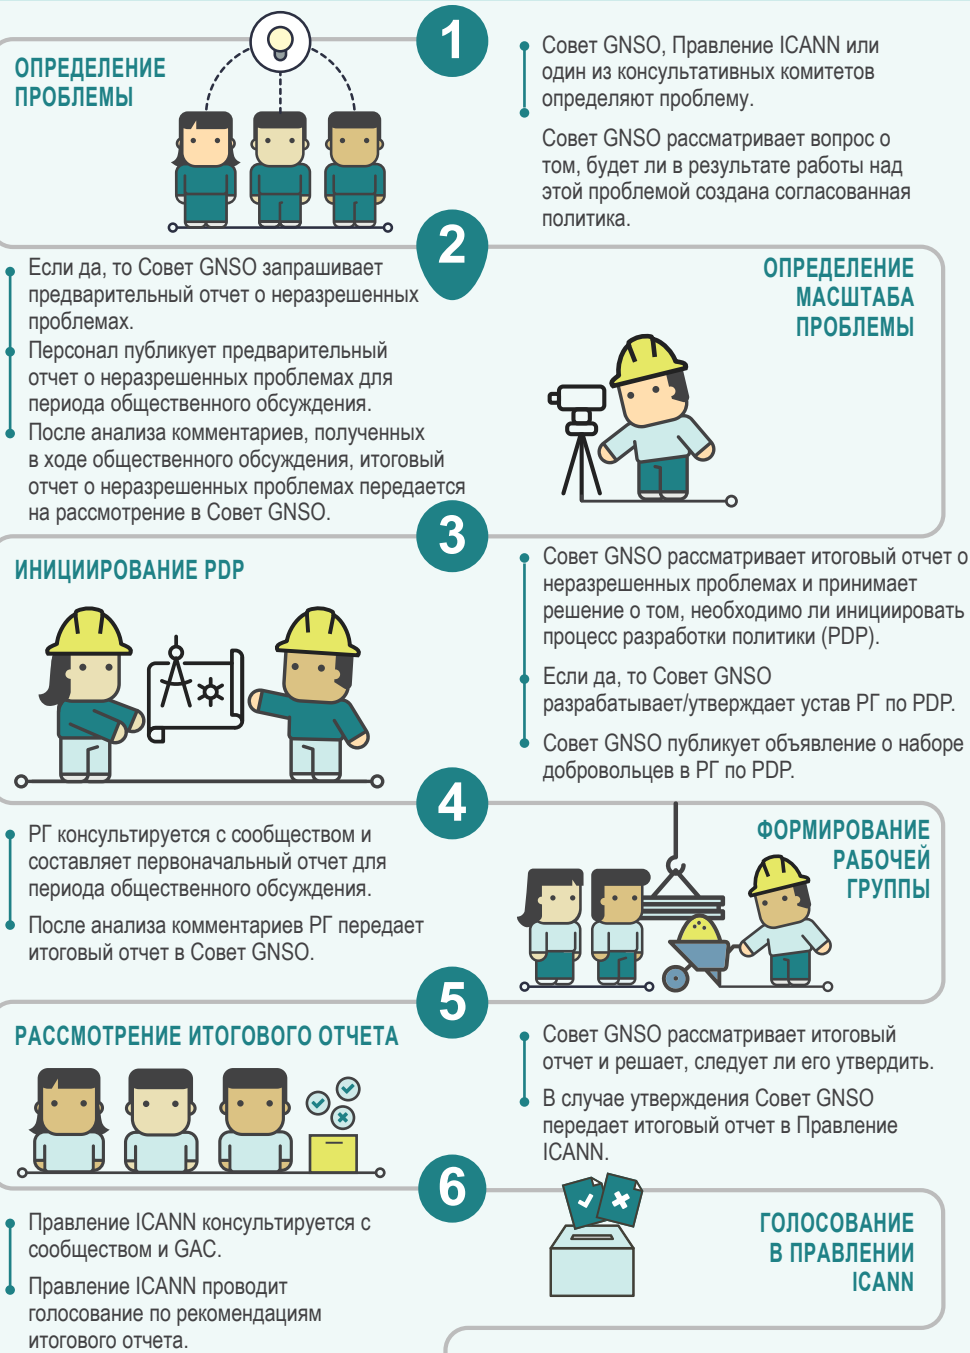 1
ОПРЕДЕЛЕНИЕ
ПРОБЛЕМЫ
Совет GNSO, Правление ICANN или
один из консультативных комитетов
определяют проблему.
Совет GNSO рассматривает вопрос о
том, будет ли в результате работы над
этой проблемой создана согласованная
политика.
2
ОПРЕДЕЛЕНИЕ
МАСШТАБА
ПРОБЛЕМЫ
Если да, то Совет GNSO запрашивает
предварительный отчет о неразрешенных
проблемах.
Персонал публикует предварительный
отчет о неразрешенных проблемах для
периода общественного обсуждения.
После анализа комментариев, полученных
в ходе общественного обсуждения, итоговый
отчет о неразрешенных проблемах передается
на рассмотрение в Совет GNSO.
3
ИНИЦИИРОВАНИЕ PDP
Совет GNSO рассматривает итоговый отчет о
неразрешенных проблемах и принимает
решение о том, необходимо ли инициировать
процесс разработки политики (PDP).
Если да, то Совет GNSO
разрабатывает/утверждает устав РГ по PDP.
Совет GNSO публикует объявление о наборе
добровольцев в РГ по PDP.
4
ФОРМИРОВАНИЕ
РАБОЧЕЙ
ГРУППЫ
РГ консультируется с сообществом и
составляет первоначальный отчет для
периода общественного обсуждения.
После анализа комментариев РГ передает
итоговый отчет в Совет GNSO.
5
РАССМОТРЕНИЕ ИТОГОВОГО ОТЧЕТА
Совет GNSO рассматривает итоговый
отчет и решает, следует ли его утвердить.
В случае утверждения Совет GNSO
передает итоговый отчет в Правление
ICANN.
6
ГОЛОСОВАНИЕ
В ПРАВЛЕНИИ
ICANN
Правление ICANN консультируется с
сообществом и GAC.
Правление ICANN проводит
голосование по рекомендациям
итогового отчета.